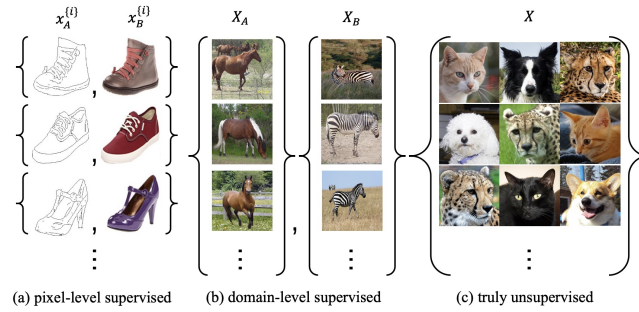 x_A^{i} x_B^{i} X_A X_B X
{ , } { , } { }
{ , }
{ , }
⋮ ⋮ ⋮ ⋮
(a) pixel-level supervised (b) domain-level supervised (c) truly unsupervised